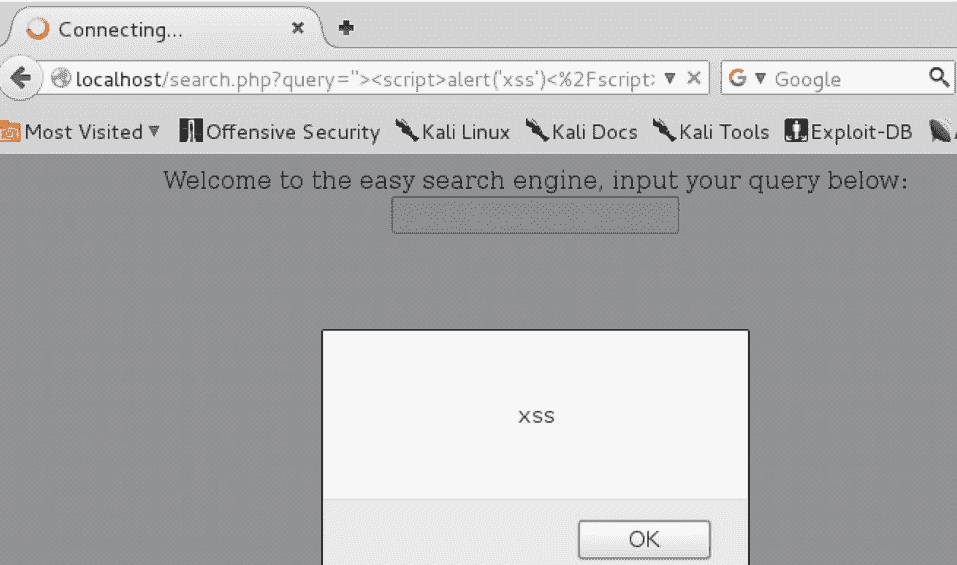 Connecting...
localhost/search.php?query="><script>alert('xss')<%2Fscript>
Google
Most Visited Offensive Security Kali Linux Kali Docs Kali Tools Exploit-DB
Welcome to the easy search engine, input your query below:
xss
OK